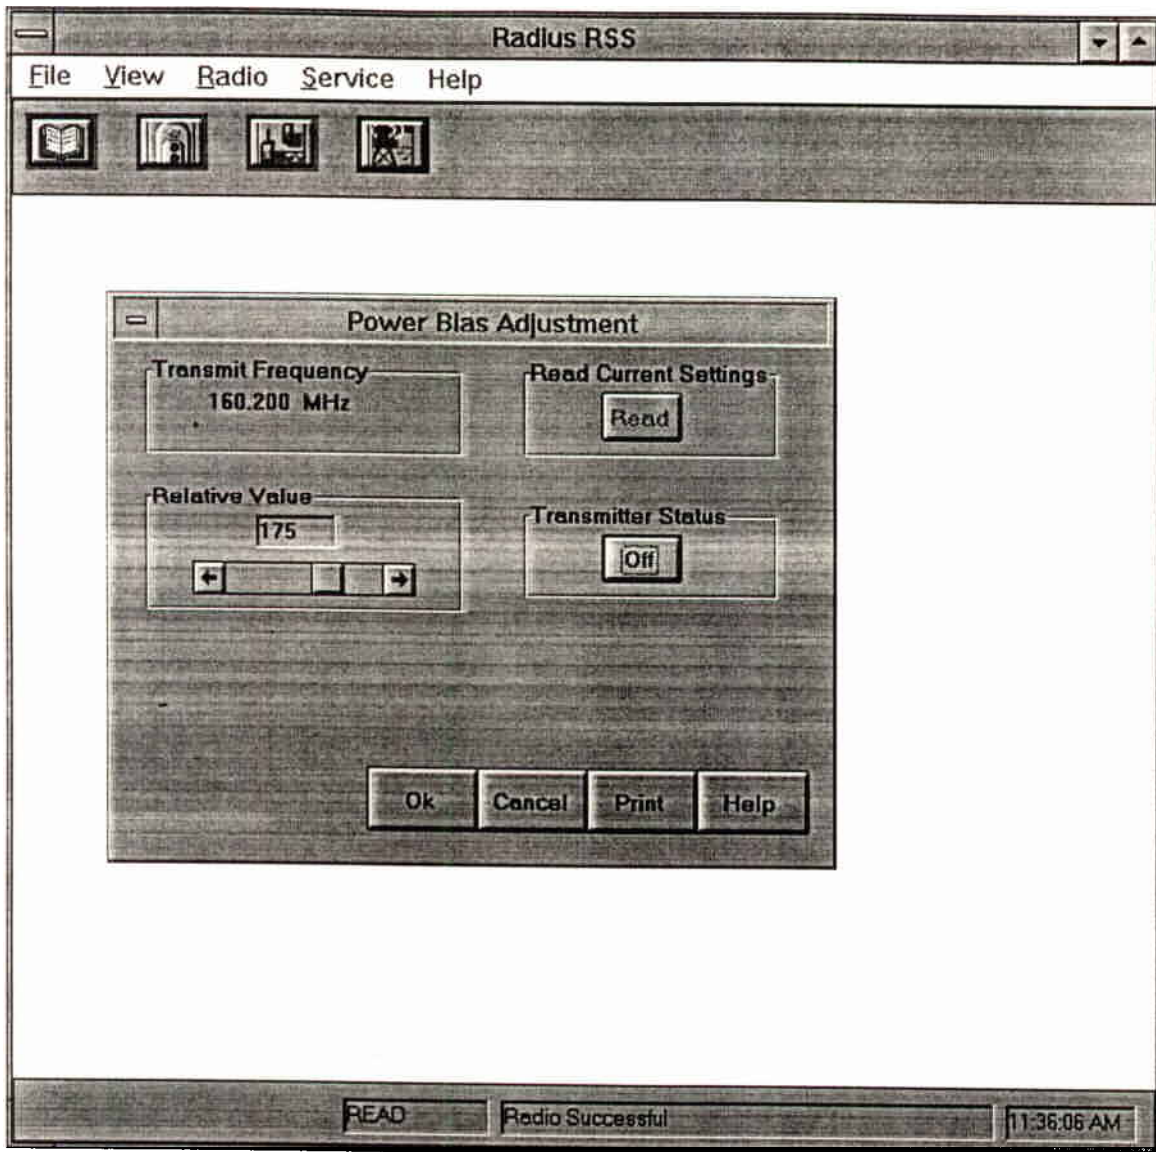 Radius RSS
File View Radio Service Help
Power Bias Adjustment
Transmit Frequency
160.200 MHz
Read Current Settings
Read
Relative Value
175
Transmitter Status
Off
Ok Cancel Print Help
READ Radio Successful 11:36:06 AM